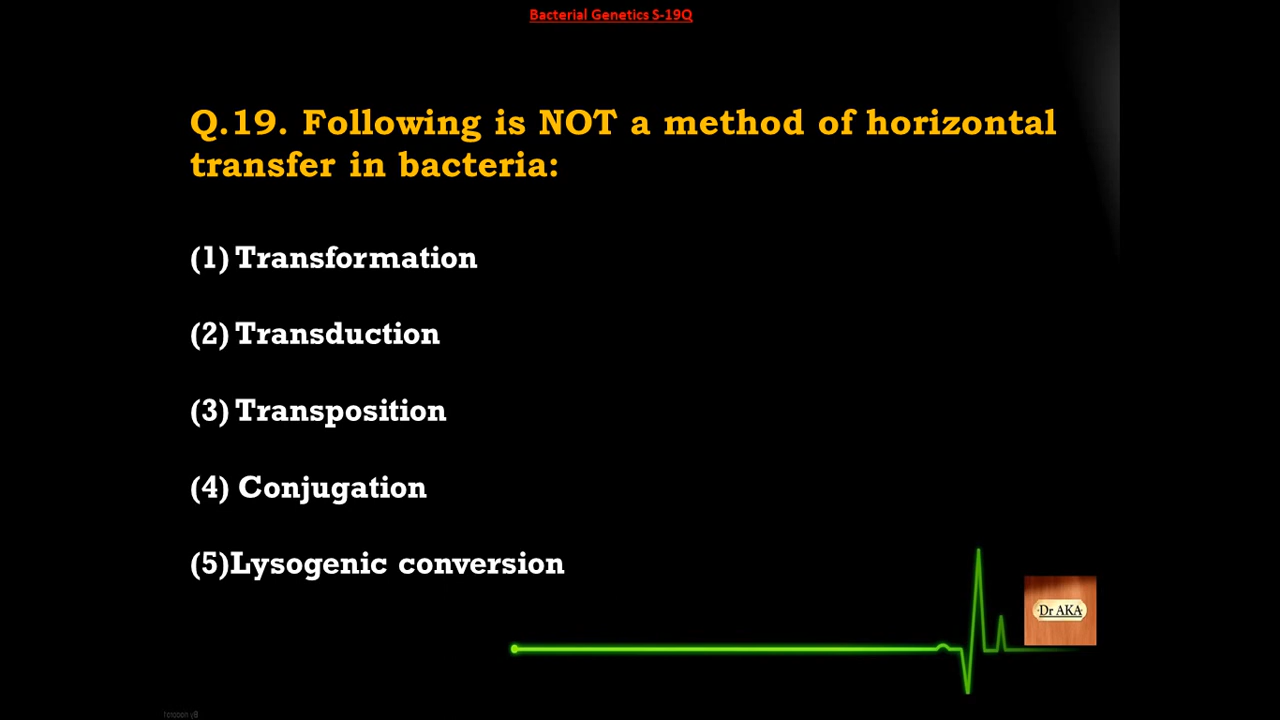 Bacterial Genetics S-19Q
Q.19. Following is NOT a method of horizontal
transfer in bacteria:
(1) Transformation
(2) Transduction
(3) Transposition
(4) Conjugation
(5)Lysogenic conversion
Dr AKA